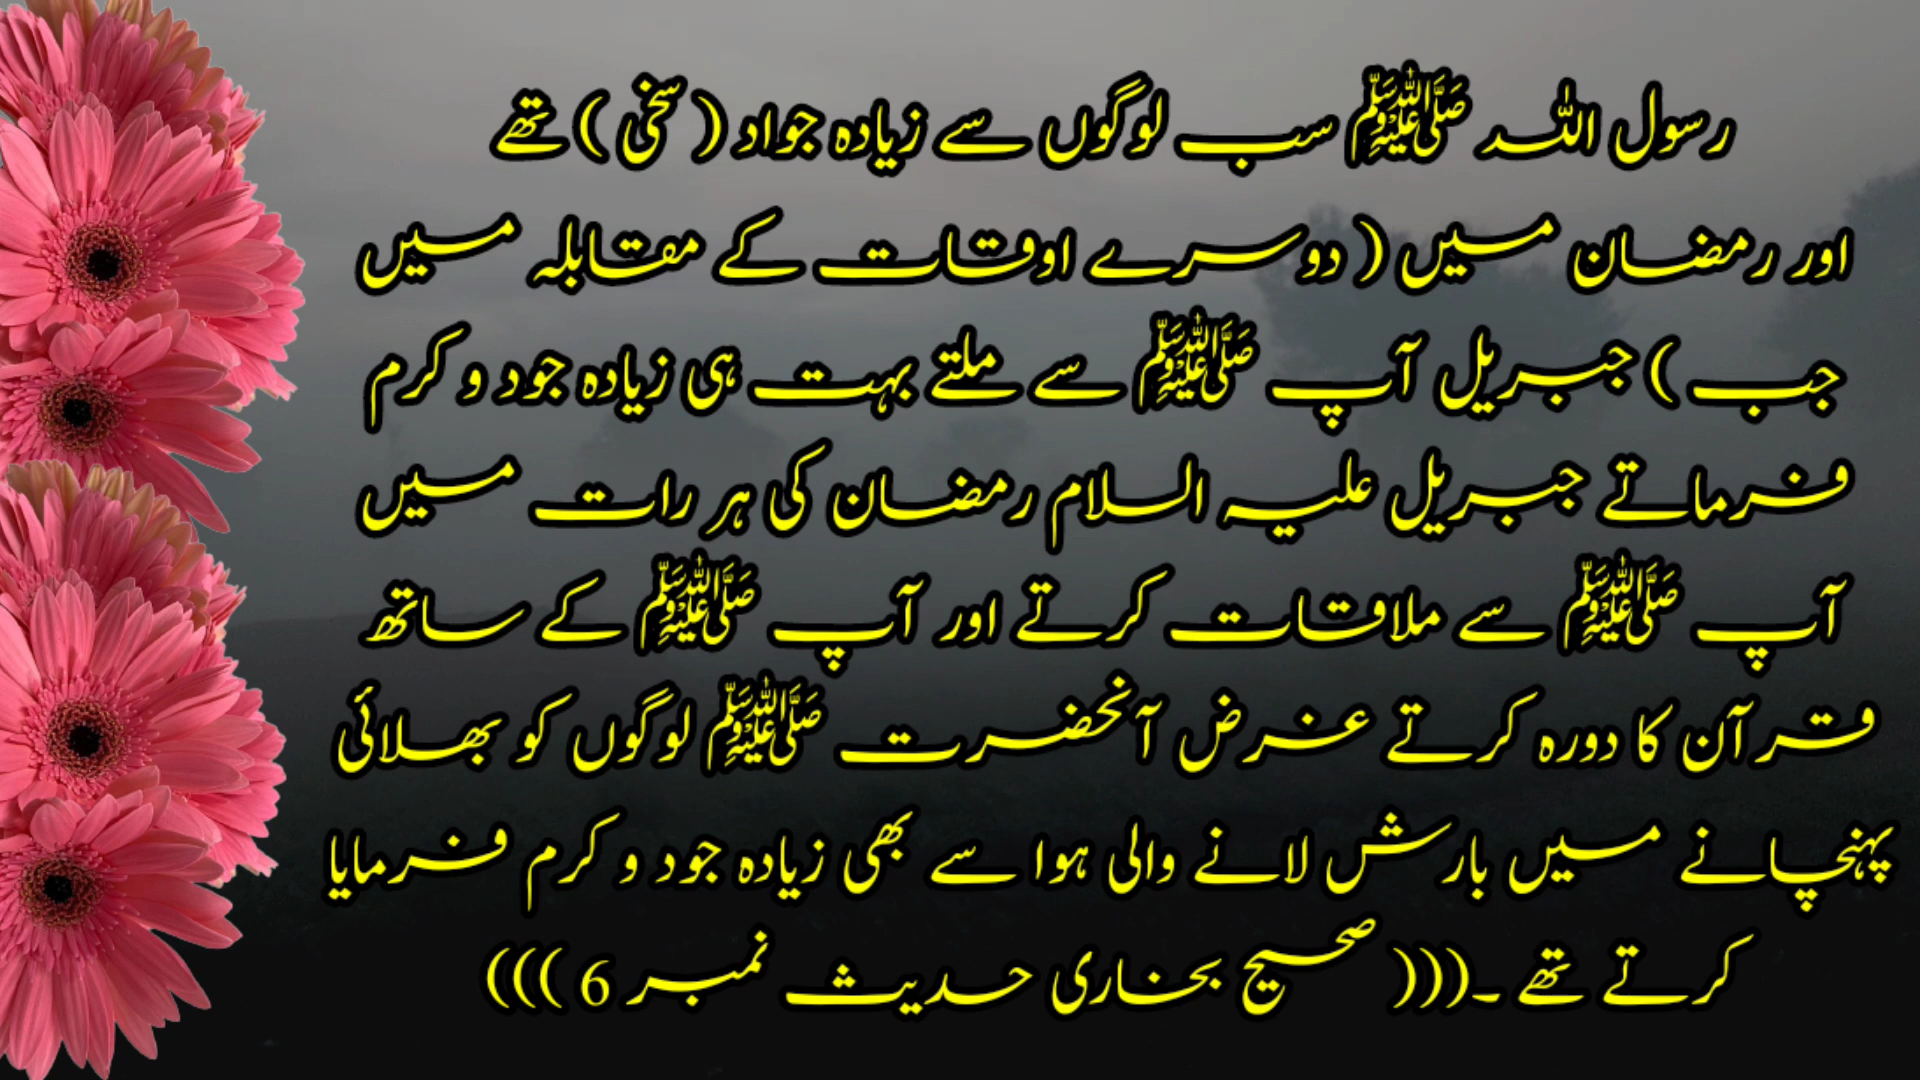 رسول اللہ ﷺ سب لوگوں سے زیادہ جواد ( سخی ) تھے
اور رمضان میں ( دوسرے اوقات کے مقابلہ میں
جب ) جبریل آپ ﷺ سے ملتے بہت ہی زیادہ جود و کرم
فرماتے جبریل علیہ السلام رمضان کی ہر رات میں
آپ ﷺ سے ملاقات کرتے اور آپ ﷺ کے ساتھ
قرآن کا دورہ کرتے غرض آنحضرت ﷺ لوگوں کو بھلائی
پہنچانے میں بارش لانے والی ہوا سے بھی زیادہ جود و کرم فرمایا
کرتے تھے ۔((( صحیح بخاری حدیث نمبر 6 )))